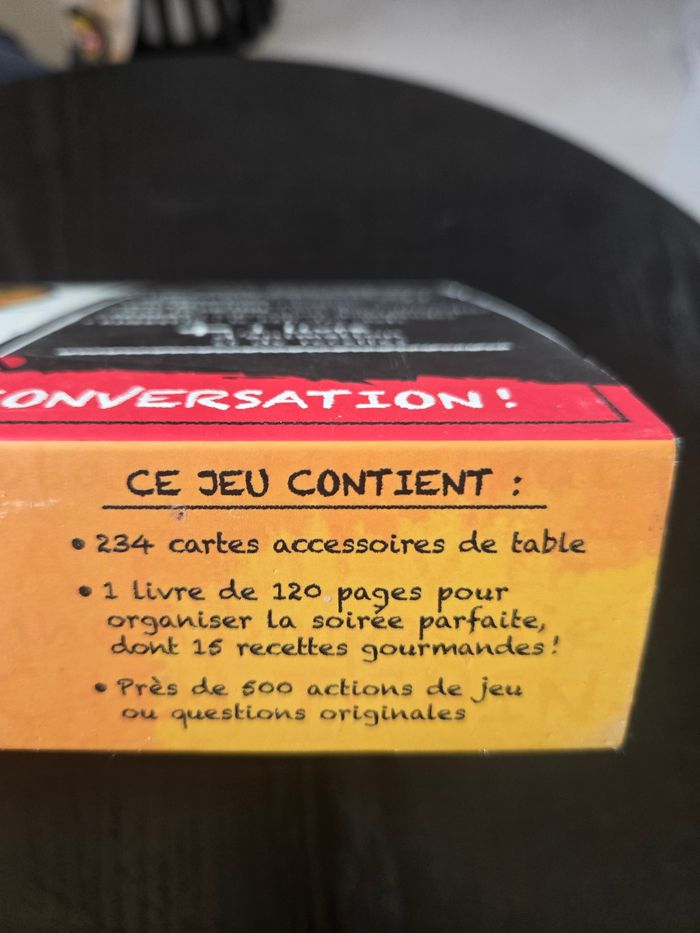 CONVERSATION!
CE JEU CONTIENT :
• 234 cartes accessoires de table
• 1 livre de 120 pages pour
organiser la soirée parfaite,
dont 15 recettes gourmandes!
• Près de 500 actions de jeu
ou questions originales